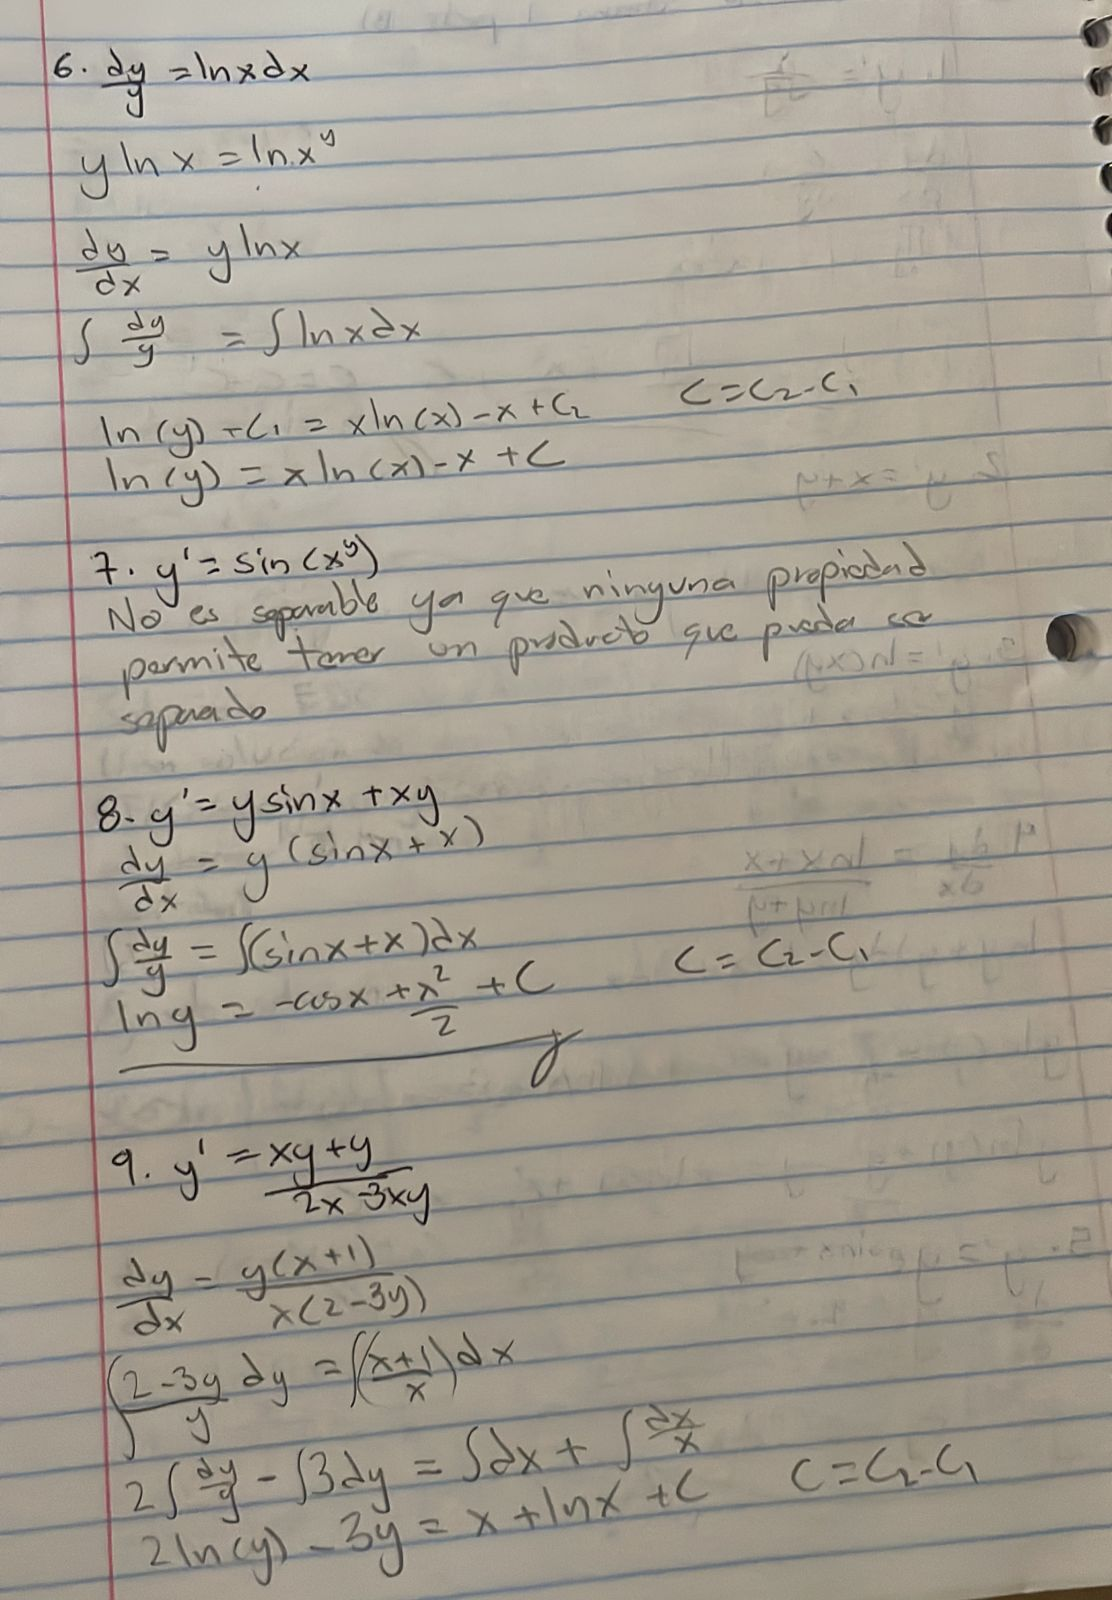 6. dy/y = ln x dx
y ln x = ln x^y
dy/dx = y ln x
∫ dy/y = ∫ ln x dx
ln(y) + C₁ = x ln(x) - x + C₂    C = C₂ - C₁
ln(y) = x ln(x) - x + C
7. y' = sin(x^y)
No es separable ya que ninguna propiedad
permite tener un producto que pueda ser
separado
8. y' = y sin x + xy
dy/dx = y (sin x + x)
∫ dy/y = ∫(sin x + x) dx    C = C₂ - C₁
ln y = -cos x + x²/2 + C
9. y' = xy + y / 2x - 3xy
dy/dx = y(x+1) / x(2-3y)
∫ 2-3y/y dy = ∫(x+1/x) dx
2∫ dy/y - ∫3dy = ∫dx + ∫ dx/x
2 ln(y) - 3y = x + ln x + C    C = C₂ - C₁